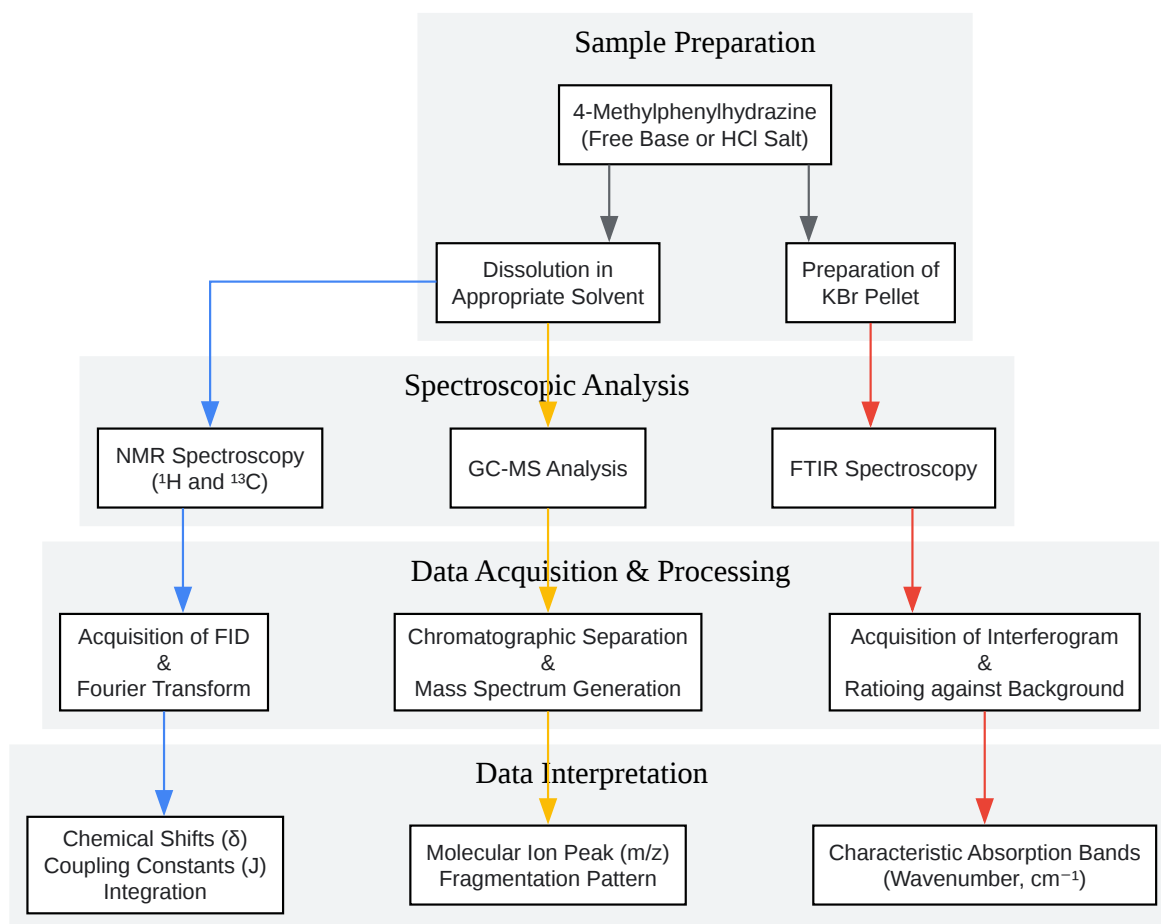 Sample Preparation
4-Methylphenylhydrazine
(Free Base or HCl Salt)
Dissolution in
Appropriate Solvent
Preparation of
KBr Pellet
Spectroscopic Analysis
NMR Spectroscopy
(¹H and ¹³C)
GC-MS Analysis
FTIR Spectroscopy
Data Acquisition & Processing
Acquisition of FID
&
Fourier Transform
Chromatographic Separation
&
Mass Spectrum Generation
Acquisition of Interferogram
&
Ratioing against Background
Data Interpretation
Chemical Shifts (δ)
Coupling Constants (J)
Integration
Molecular Ion Peak (m/z)
Fragmentation Pattern
Characteristic Absorption Bands
(Wavenumber, cm⁻¹)